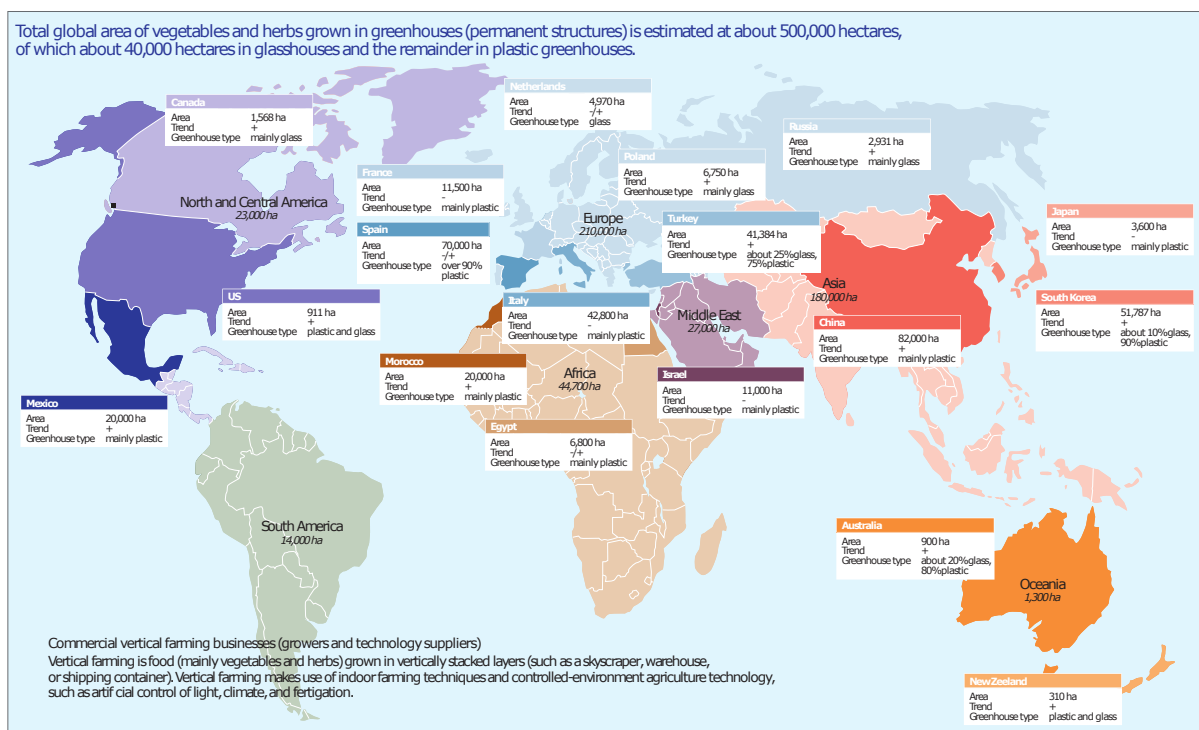 Total global area of vegetables and herbs grown in greenhouses (permanent structures) is estimated at about 500,000 hectares,
of which about 40,000 hectares in glasshouses and the remainder in plastic greenhouses.
Canada
Area 1,568 ha
Trend +
Greenhouse type mainly glass
Netherlands
Area 4,970 ha
Trend -/+
Greenhouse type glass
Russia
Area 2,931 ha
Trend +
Greenhouse type mainly glass
Poland
Area 6,750 ha
Trend +
Greenhouse type mainly glass
France
Area 11,500 ha
Trend -
Greenhouse type mainly plastic
North and Central America
23,000 ha
Europe
210,000 ha
Spain
Area 70,000 ha
Trend -/+
Greenhouse type over 90%
plastic
Turkey
Area 41,384 ha
Trend +
Greenhouse type about 25% glass,
75% plastic
Japan
Area 3,600 ha
Trend -
Greenhouse type mainly plastic
Asia
180,000 ha
US
Area 911 ha
Trend +
Greenhouse type plastic and glass
Italy
Area 42,800 ha
Trend -
Greenhouse type mainly plastic
Middle East
27,000 ha
South Korea
Area 51,787 ha
Trend +
Greenhouse type about 10% glass,
90% plastic
China
Area 82,000 ha
Trend +
Greenhouse type mainly plastic
Morocco
Area 20,000 ha
Trend +
Greenhouse type mainly plastic
Africa
44,700 ha
Israel
Area 11,000 ha
Trend -
Greenhouse type mainly plastic
Mexico
Area 20,000 ha
Trend +
Greenhouse type mainly plastic
Egypt
Area 6,800 ha
Trend -/+
Greenhouse type mainly plastic
South America
14,000 ha
Australia
Area 900 ha
Trend +
Greenhouse type about 20% glass,
80% plastic
Oceania
1,300 ha
Commercial vertical farming businesses (growers and technology suppliers)
Vertical farming is food (mainly vegetables and herbs) grown in vertically stacked layers (such as a skyscraper, warehouse,
or shipping container). Vertical farming makes use of indoor farming techniques and controlled-environment agriculture technology,
such as artif cial control of light, climate, and fertigation.
New Zeeland
Area 310 ha
Trend +
Greenhouse type plastic and glass